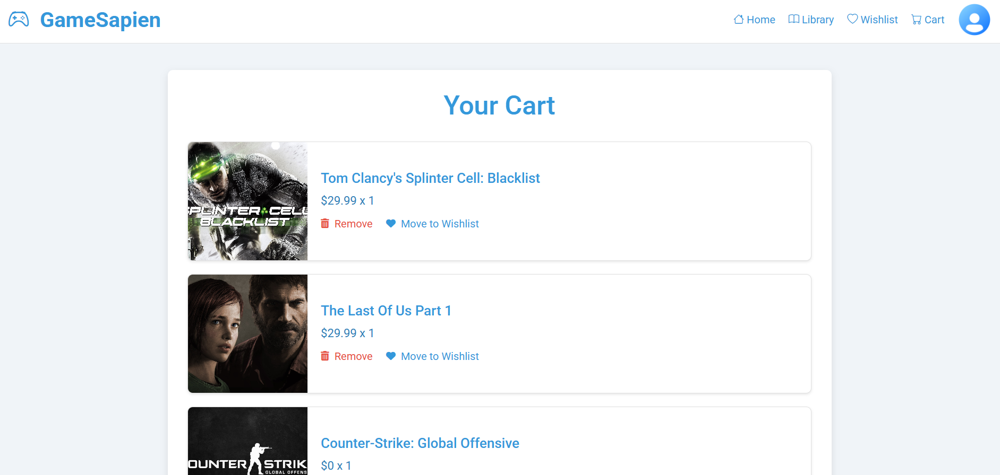 GameSapien
Home Library Wishlist Cart
Your Cart
SPLINTER CELL
BLACKLIST
Tom Clancy's Splinter Cell: Blacklist
$29.99 x 1
Remove Move to Wishlist
The Last Of Us Part 1
$29.99 x 1
Remove Move to Wishlist
OUNTER STRIK
GLOBAL OFFENS
Counter-Strike: Global Offensive
$0 x 1